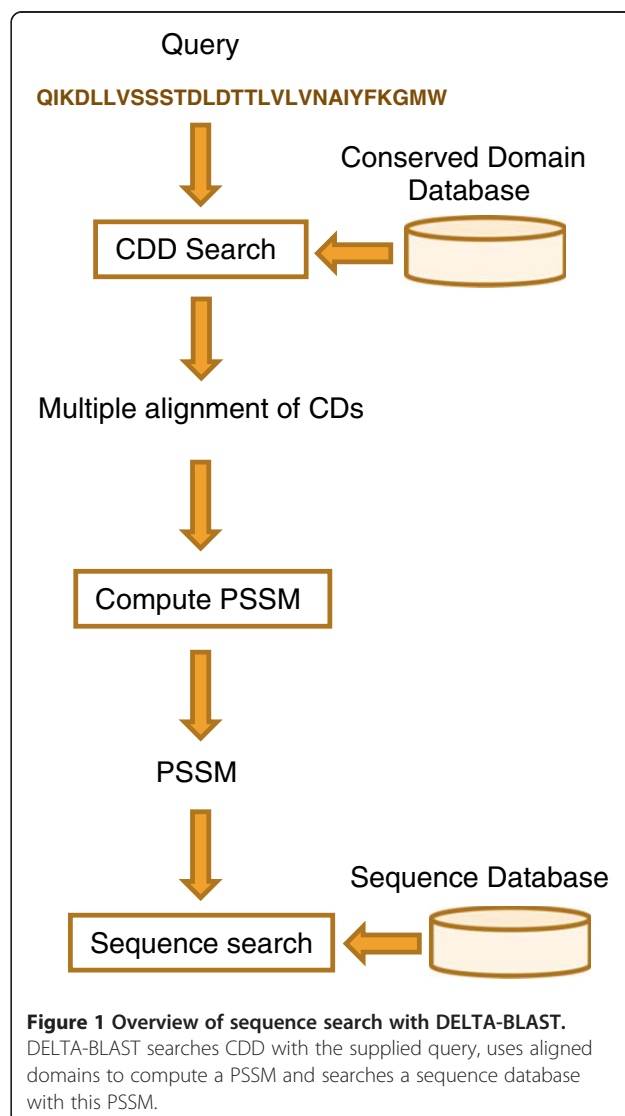 Query
QIKDLLVSSSTDLDTTLVLVNAIYFKGMW
Conserved Domain
Database
CDD Search
Multiple alignment of CDs
Compute PSSM
PSSM
Sequence Database
Sequence search
Figure 1 Overview of sequence search with DELTA-BLAST.
DELTA-BLAST searches CDD with the supplied query, uses aligned
domains to compute a PSSM and searches a sequence database
with this PSSM.